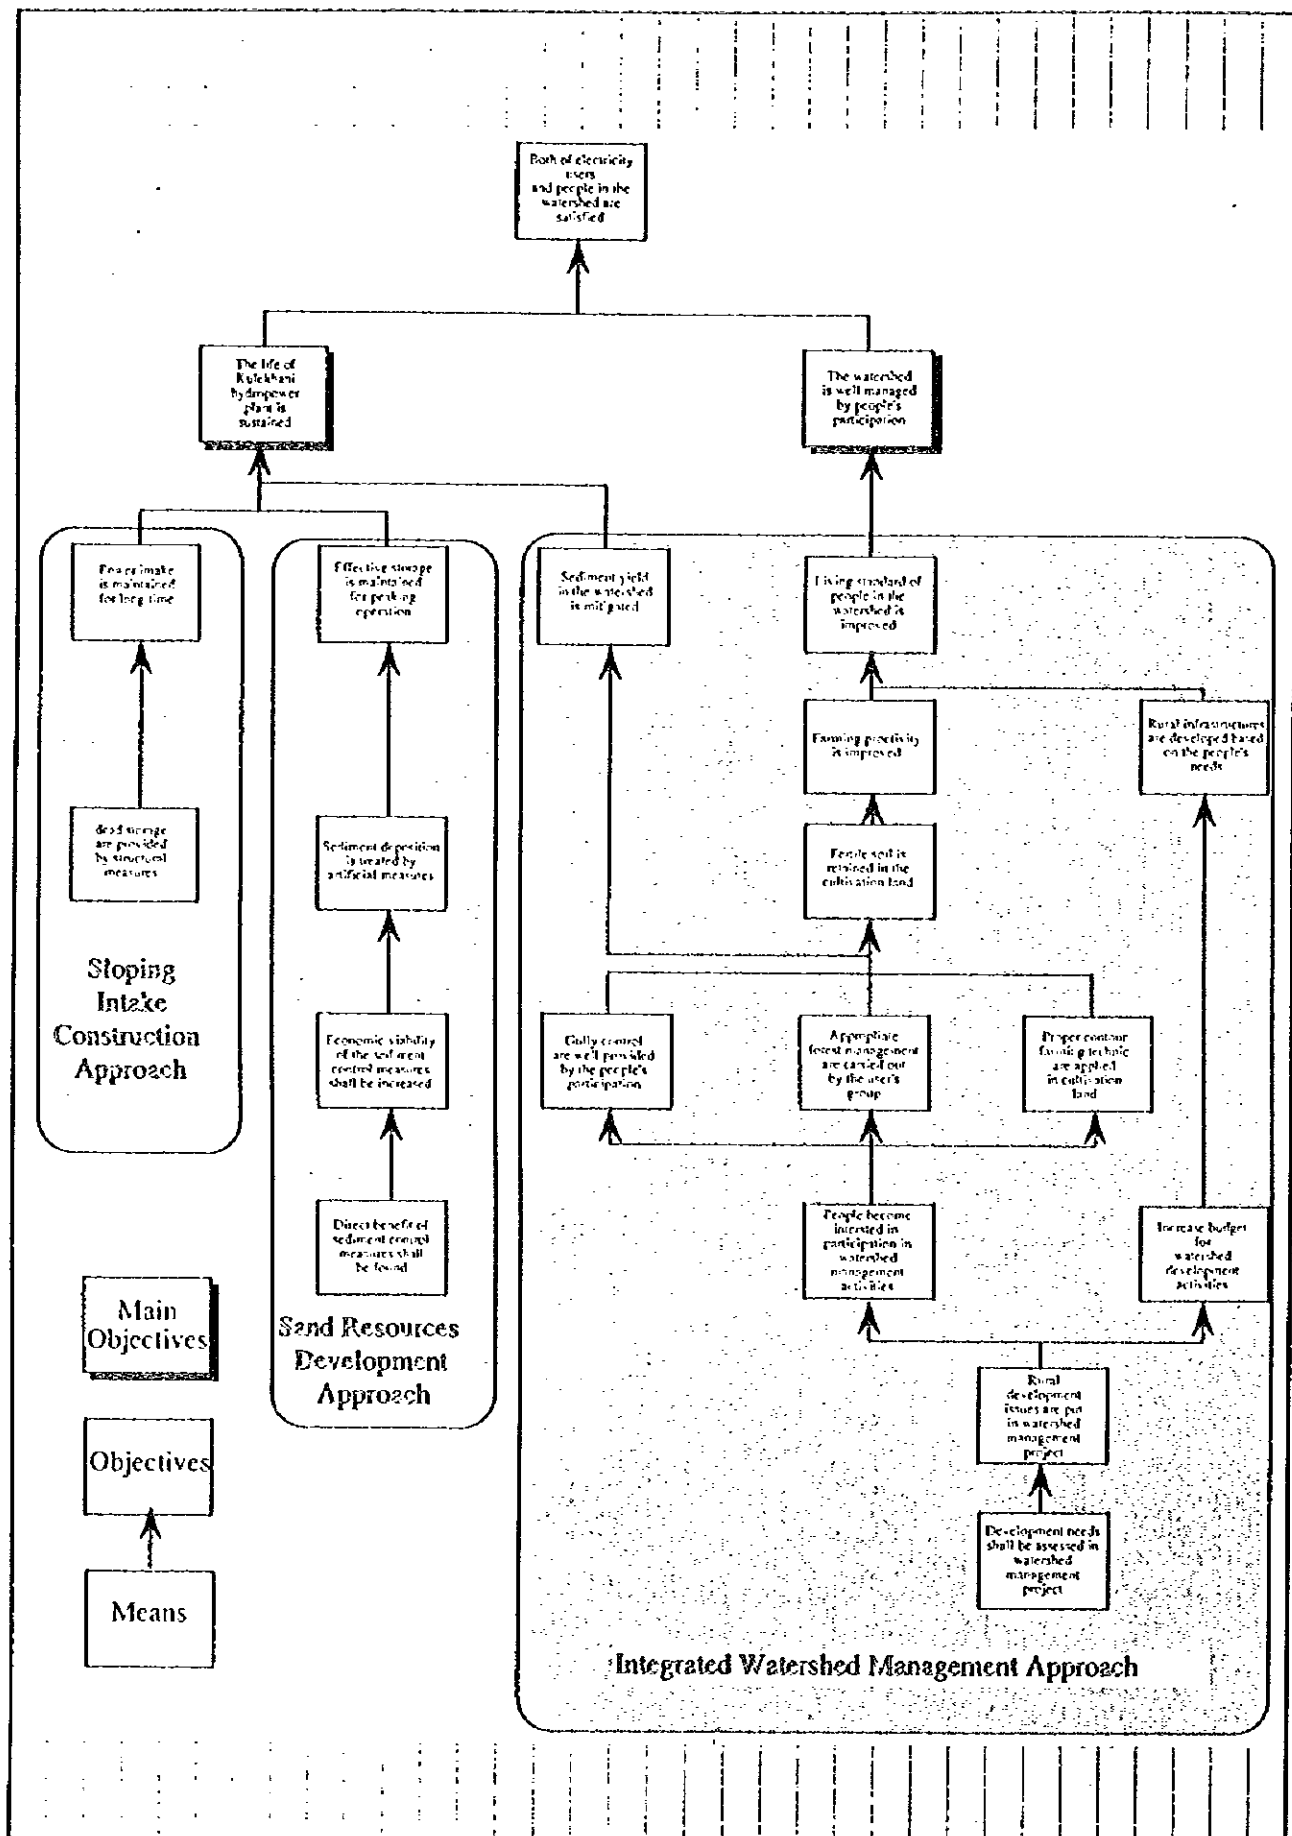 Both of electricity
users
and people in the
watershed are
satisfied
The life of
Kulekhani
hydropower
plant is
sustained
The watershed
is well managed
by people's
participation
Power intake
is maintained
for long time
dead storage
are provided
by structural
measures
Sloping
Intake
Construction
Approach
Effective storage
is maintained
for peaking
operation
Sediment deposition
is treated by
artificial measures
Economic viability
of the sediment
control measures
shall be increased
Direct benefit of
sediment control
measures shall
be found
Sand Resources
Development
Approach
Sediment yield
in the watershed
is mitigated
Living standard of
people in the
watershed is
improved
Farming proctivity
is improved
Rural infrastructures
are developed based
on the people's
needs
Fertile soil is
retained in the
cultivation land
Gully control
are well provided
by the people's
participation
Appropriate
forest management
are carried out
by the user's
group
Proper contour
farming technic
are applied
in cultivation
land
People become
intersted in
participation in
watershed
management
activities
Increase budget
for
watershed
development
activities
Rural
development
issues are put
in watershed
management
project
Development needs
shall be assessed in
watershed
management
project
Integrated Watershed Management Approach
Main
Objectives
Objectives
Means